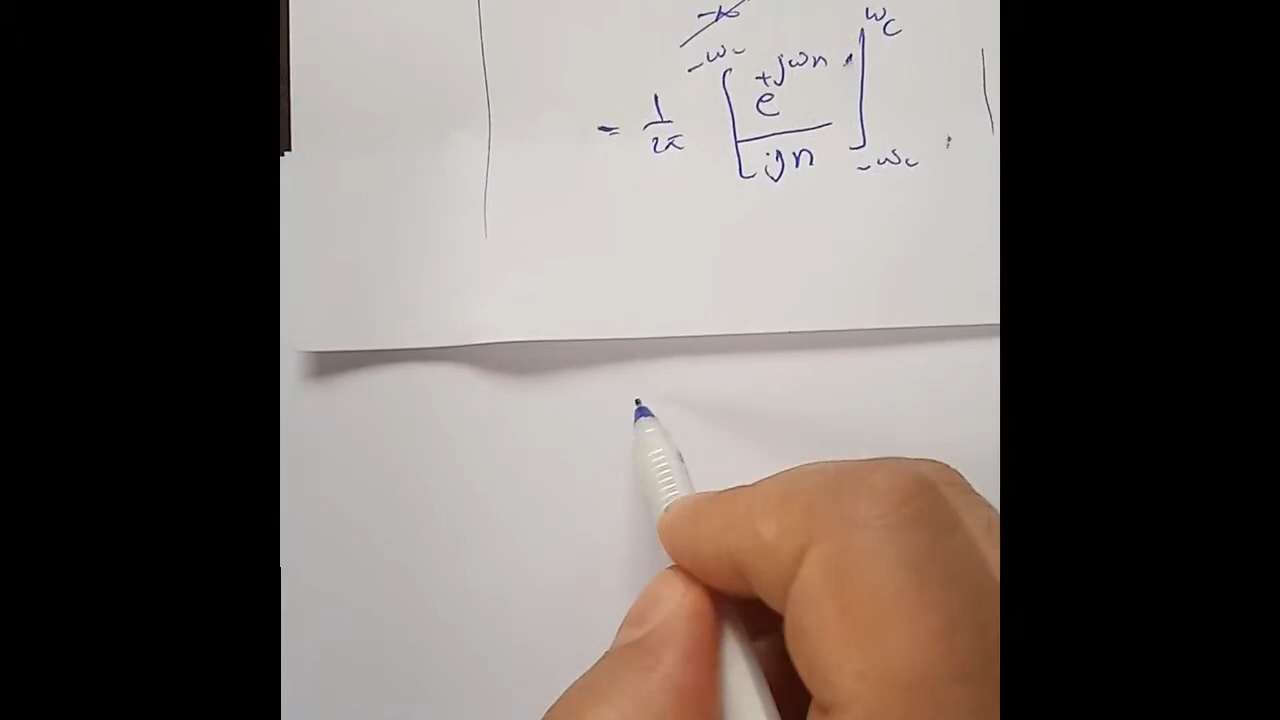 -ωc
= 1/2π [e^{+jωn} / jn]_{-ωc}^{ωc}